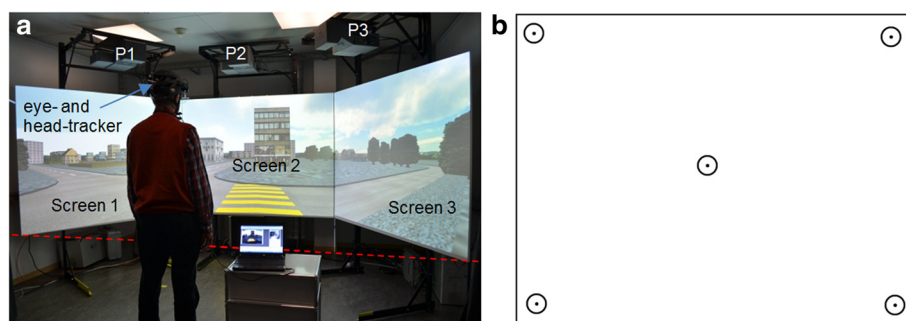 a
b
P1
P2
P3
eye- and
head-tracker
Screen 1
Screen 2
Screen 3